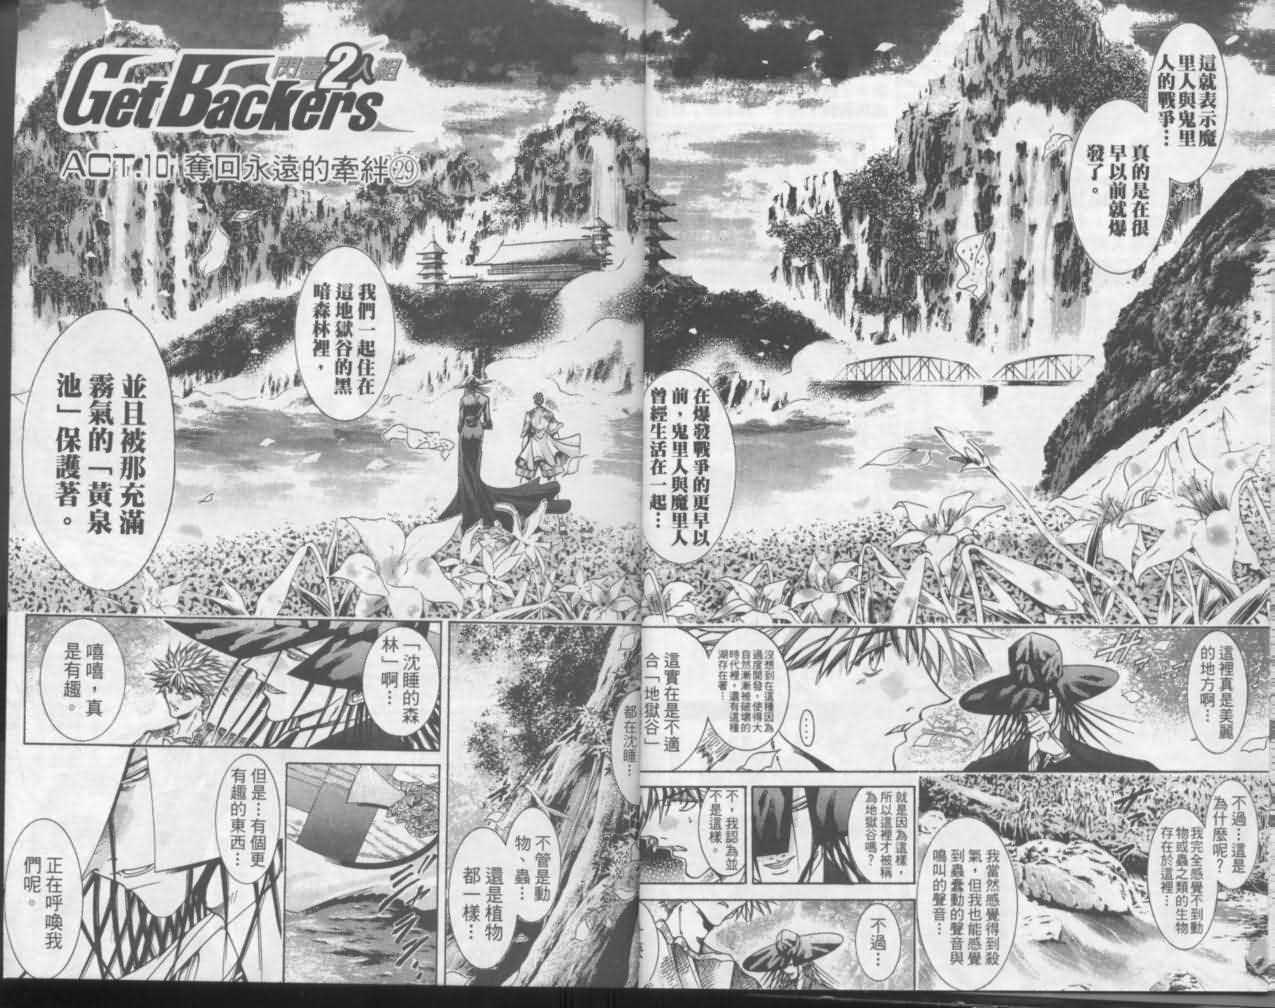 這就表示魔
里人與鬼里
人的戰爭…
真的是在很
早以前就爆
發了。
在爆發戰爭的更早以
前，鬼里人與魔里人
曾經生活在一起…
GetBackers
閃靈2人組
ACT.10 奪回永遠的牽絆㉙
我們一起住在
這地獄谷的黑
暗森林裡，
並且被那充滿
霧氣的「黃泉
池」保護著。
這裡真是美麗
的地方啊…
沒想到在這種因為
過度開發，使得大
自然漸漸被破壞的
時代裡，還有這種
湖存在著…
這實在是不適
合「地獄谷」
…
不過…這是
為什麼呢？
我完全感覺不到動
物或蟲之類的生物
存在於這裡…
我當然感覺得到殺
氣，但我也能感覺
到蟲蠢動的聲音與
鳴叫的聲音…
就是因為這樣，
所以這裡才被稱
為地獄谷嗎？
不，我認為並
不是這樣。
不過…
都在沈睡…
不管是動
物、蟲…
還是植物
都一樣…
「沈睡的森
林」啊…
嘻嘻，真
是有趣。
但是…有個更
有趣的東西…
正在呼喚我
們呢。